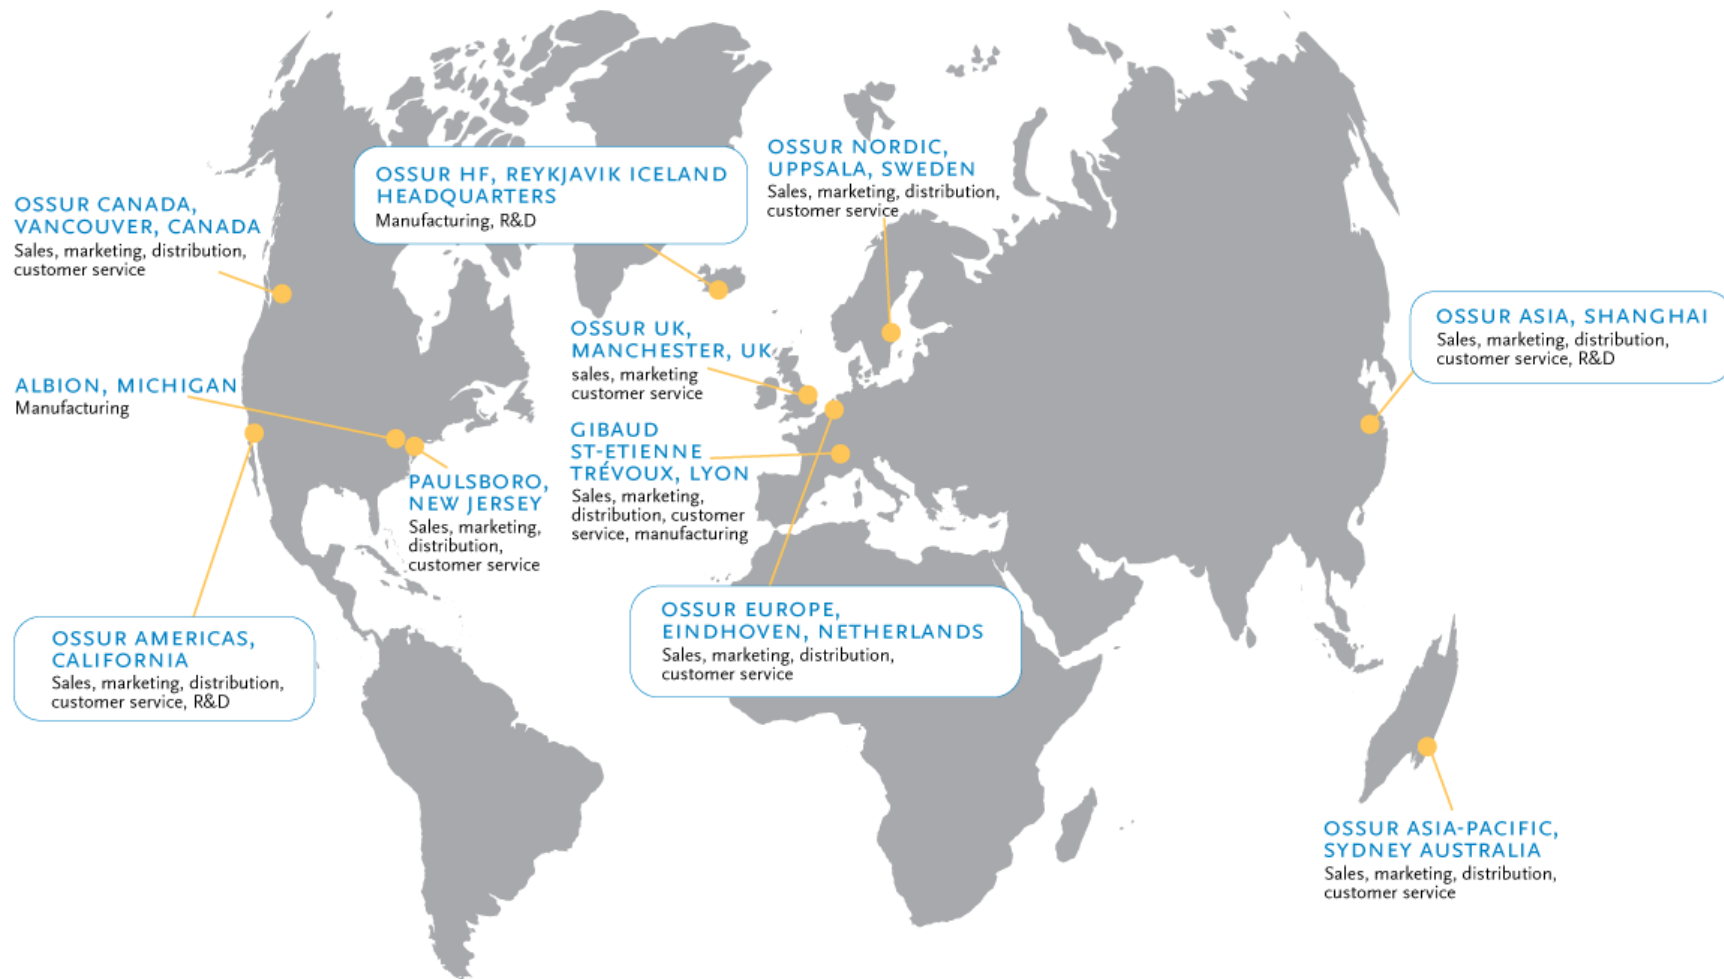 OSSUR CANADA,
VANCOUVER, CANADA
Sales, marketing, distribution,
customer service
OSSUR HF, REYKJAVIK ICELAND
HEADQUARTERS
Manufacturing, R&D
OSSUR NORDIC,
UPPSALA, SWEDEN
Sales, marketing, distribution,
customer service
OSSUR ASIA, SHANGHAI
Sales, marketing, distribution,
customer service, R&D
ALBION, MICHIGAN
Manufacturing
OSSUR UK,
MANCHESTER, UK
sales, marketing
customer service
GIBAUD
ST-ETIENNE
TRÉVOUX, LYON
Sales, marketing,
distribution, customer
service, manufacturing
PAULSBORO,
NEW JERSEY
Sales, marketing,
distribution,
customer service
OSSUR AMERICAS,
CALIFORNIA
Sales, marketing, distribution,
customer service, R&D
OSSUR EUROPE,
EINDHOVEN, NETHERLANDS
Sales, marketing, distribution,
customer service
OSSUR ASIA-PACIFIC,
SYDNEY AUSTRALIA
Sales, marketing, distribution,
customer service